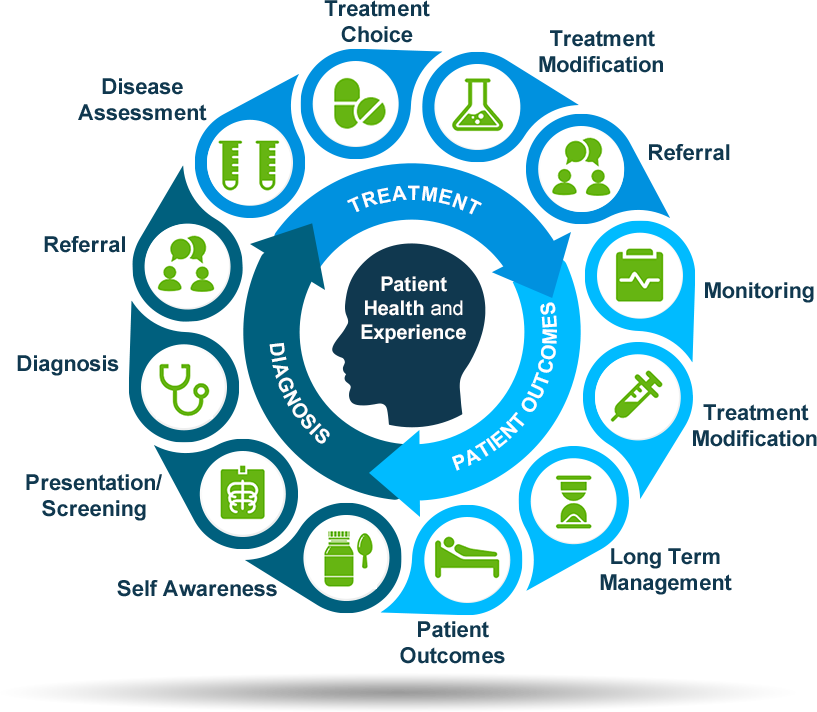 Treatment
Choice
Treatment
Modification
Disease
Assessment
Referral
TREATMENT
Referral
Patient
Health and
Experience
Monitoring
Diagnosis
DIAGNOSIS
PATIENT OUTCOMES
Treatment
Modification
Presentation/
Screening
Long Term
Management
Self Awareness
Patient
Outcomes